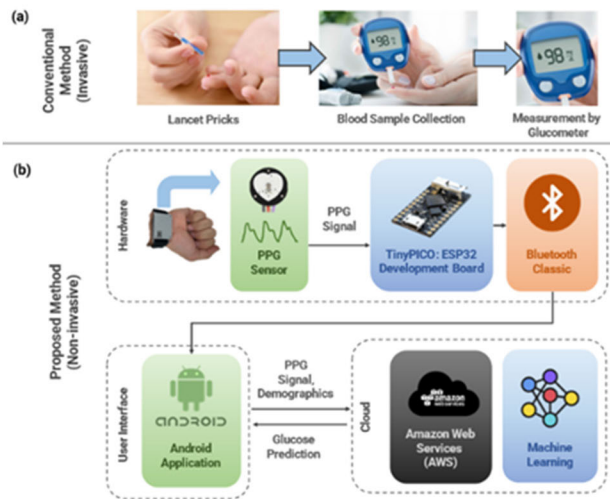 (a)
Conventional
Method
(Invasive)
98
98
Lancet Pricks
Blood Sample Collection
Measurement by
Glucometer
(b)
Proposed Method
(Non-invasive)
Hardware
PPG
Sensor
PPG
Signal
TinyPICO: ESP32
Development Board
Bluetooth
Classic
User Interface
ANDROID
Android
Application
PPG
Signal,
Demographics
Glucose
Prediction
Cloud
amazon
Amazon Web
Services
(AWS)
Machine
Learning